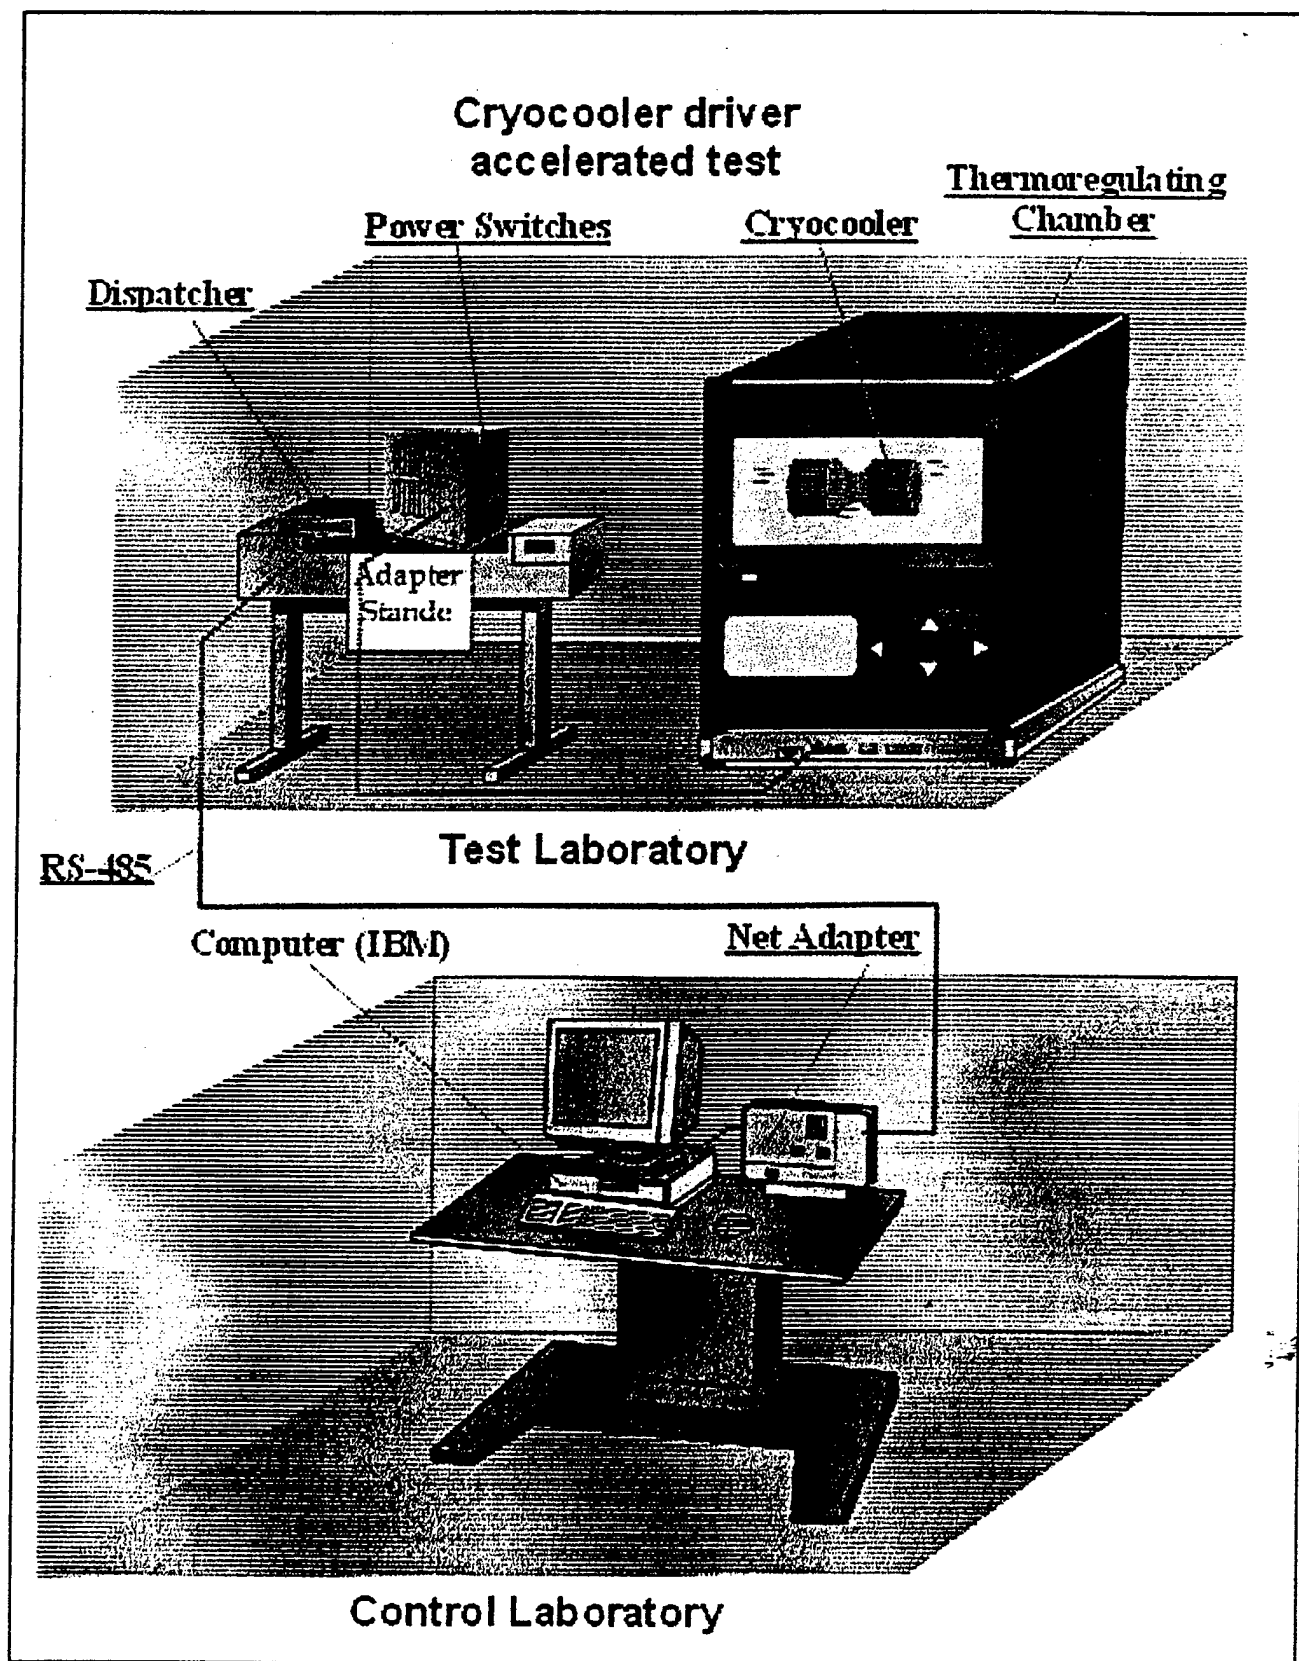 Cryocooler driver
accelerated test
Thermoregulating
Chamber
Power Switches
Cryocooler
Dispatcher
Adapter
Stande
Test Laboratory
RS-485
Computer (IBM)
Net Adapter
Control Laboratory